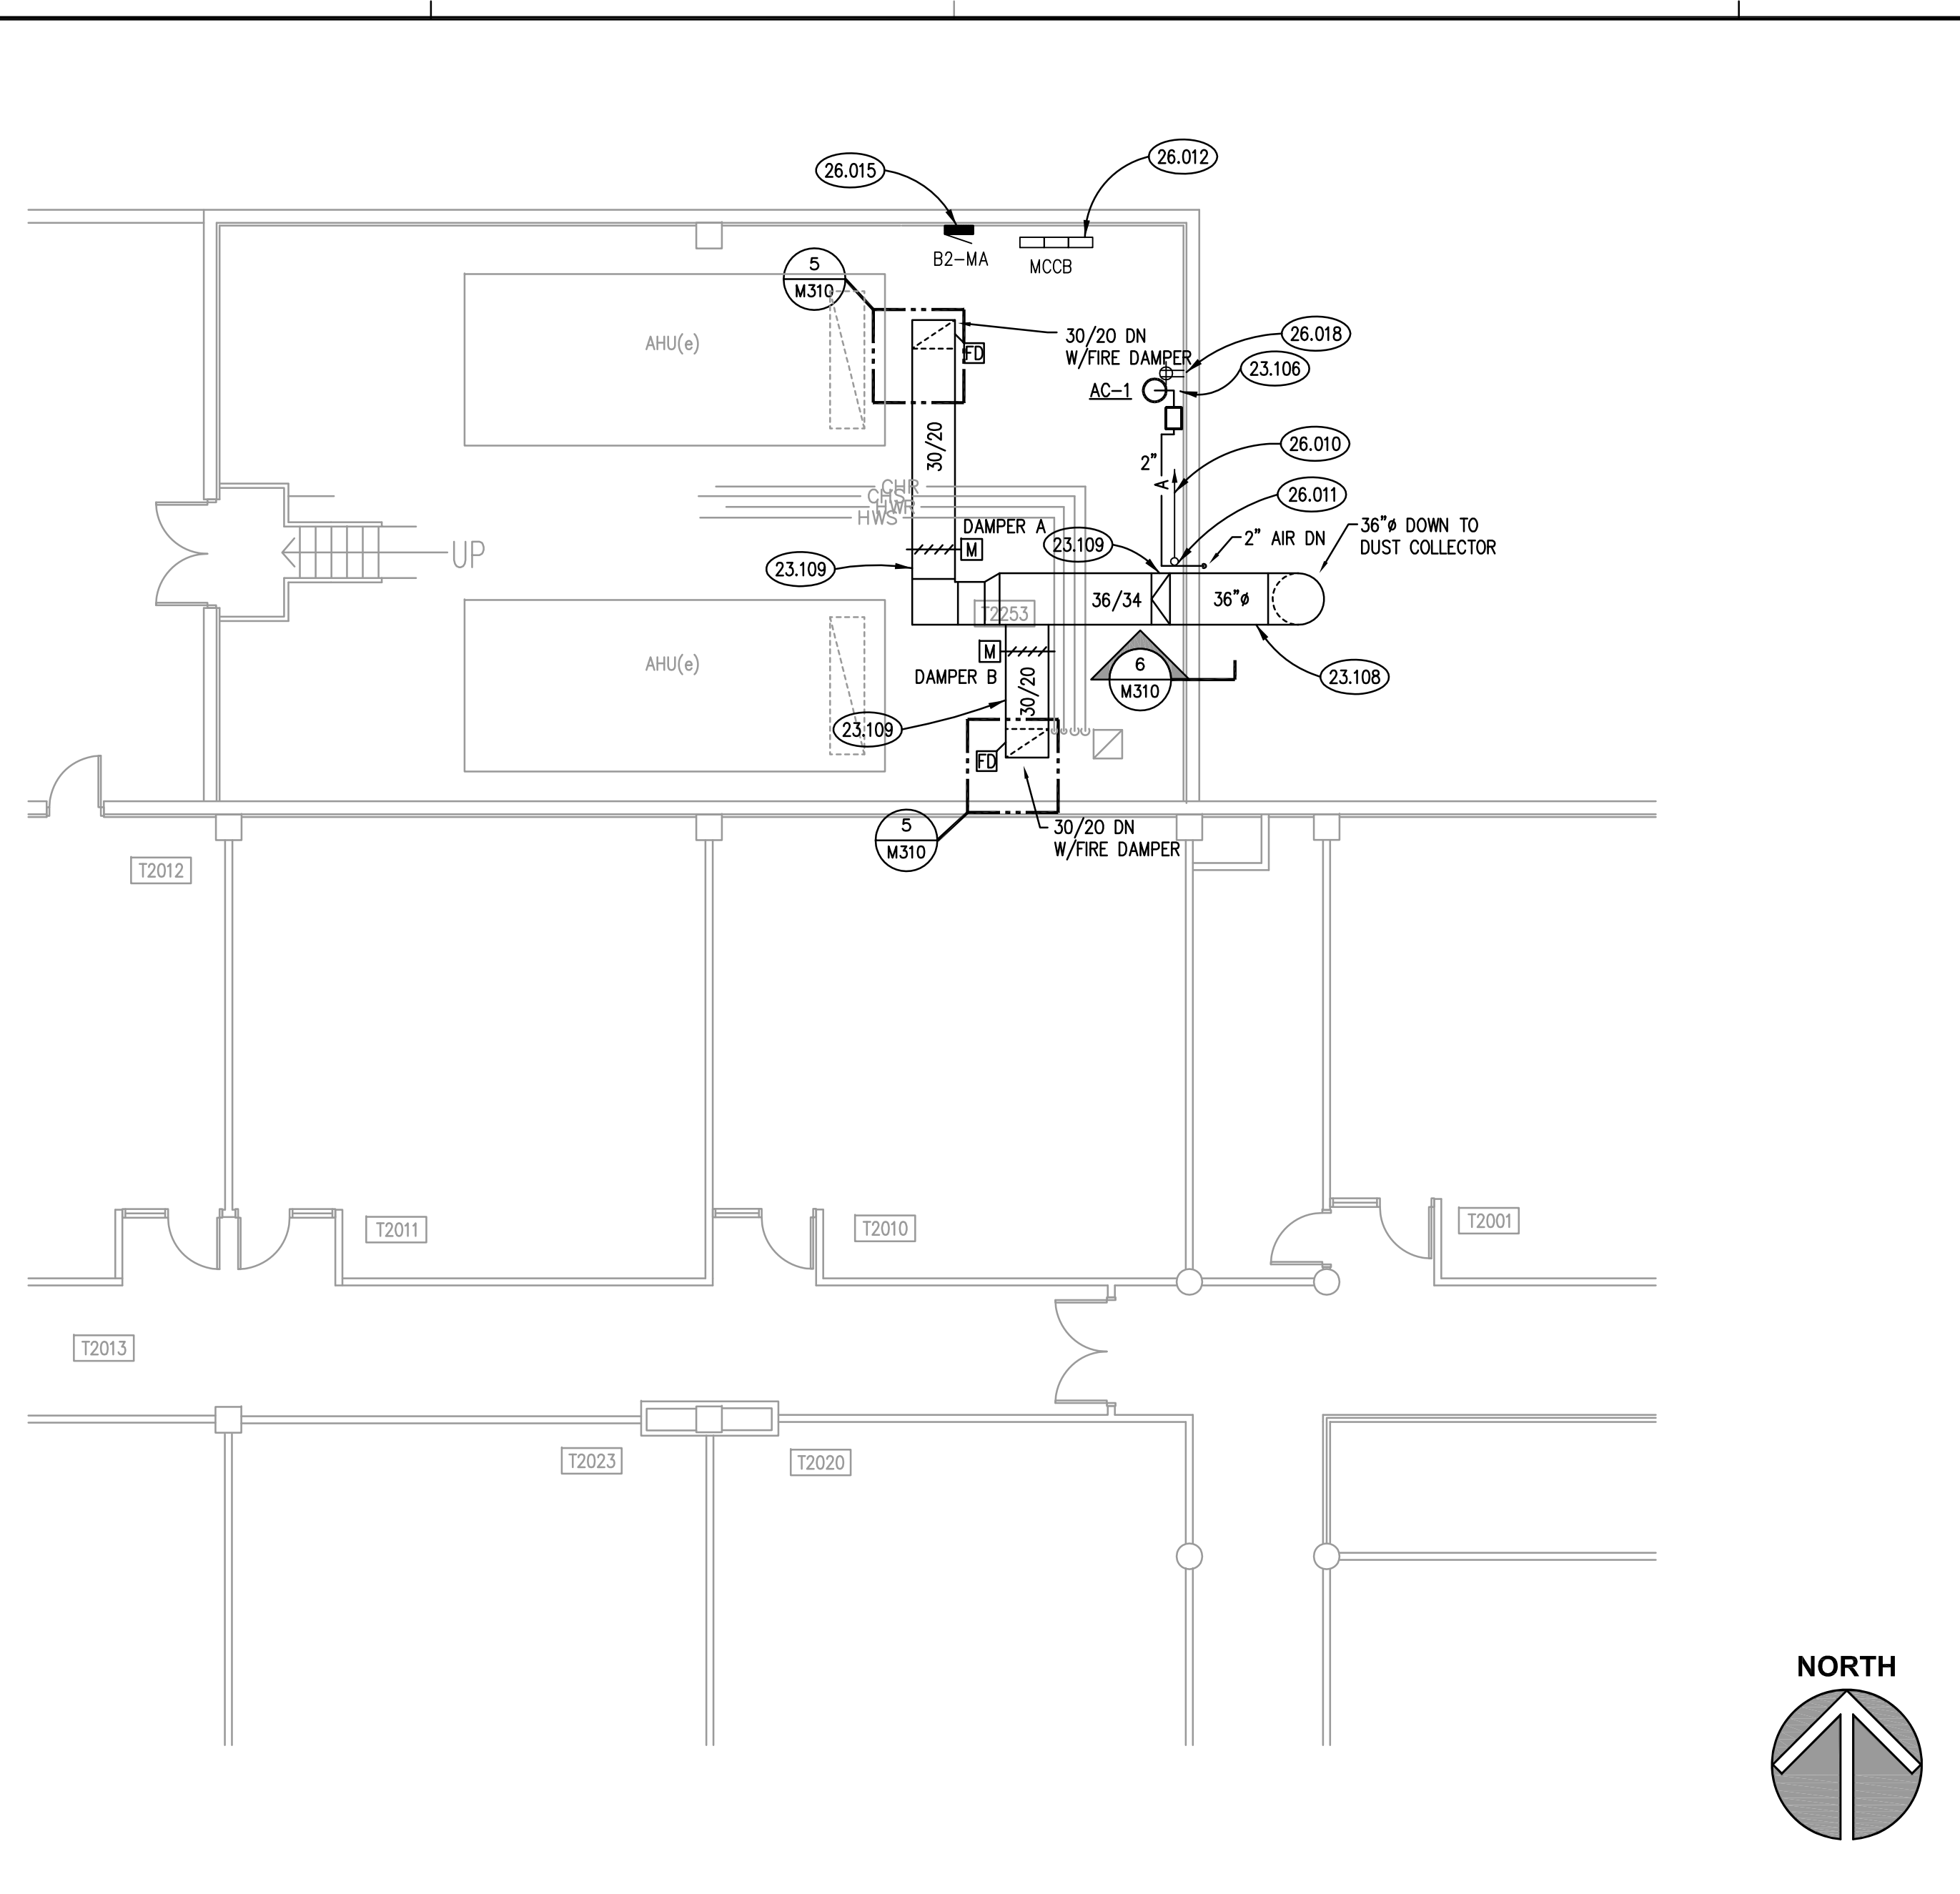 26.012
26.015
B2-MA
MCCB
5
M310
30/20 DN
W/FIRE DAMPER
26.018
23.106
AHU(e)
FD
AC-1
30/20
2"
A
26.010
26.011
CHR
CHS
HWR
HWS
DAMPER A
23.109
2" AIR DN
36"ø DOWN TO
DUST COLLECTOR
UP
23.109
M
36/34
36"ø
T2253
M
DAMPER B
30/20
6
M310
23.108
AHU(e)
23.109
FD
5
M310
30/20 DN
W/FIRE DAMPER
T2012
T2011
T2010
T2001
T2013
T2023
T2020
NORTH